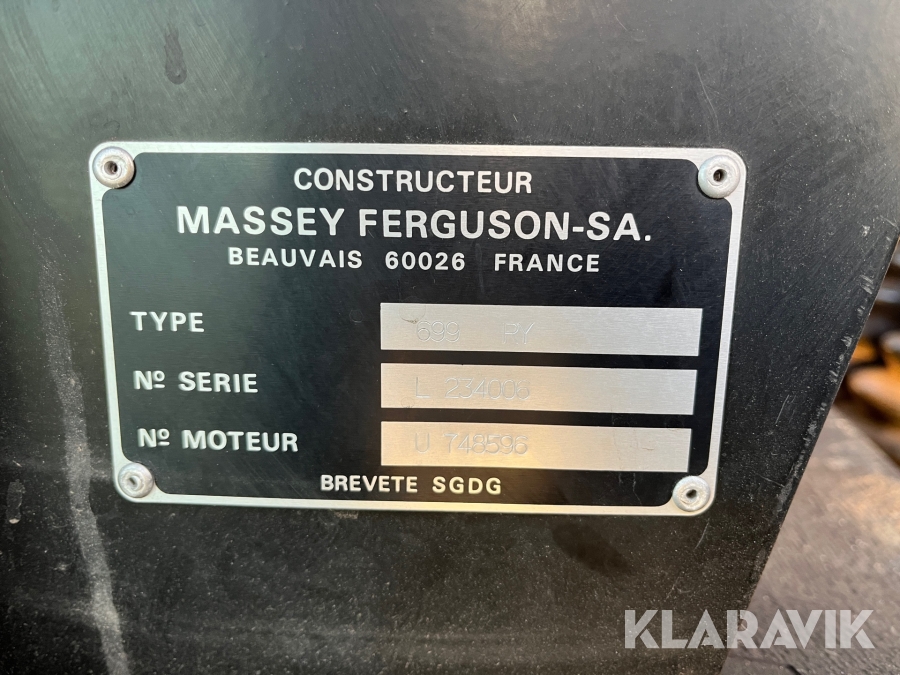 CONSTRUCTEUR
MASSEY FERGUSON-SA.
BEAUVAIS 60026 FRANCE
TYPE 699 RY
Nº SERIE L 234006
Nº MOTEUR U 748596
BREVETE SGDG
KLARAVIK